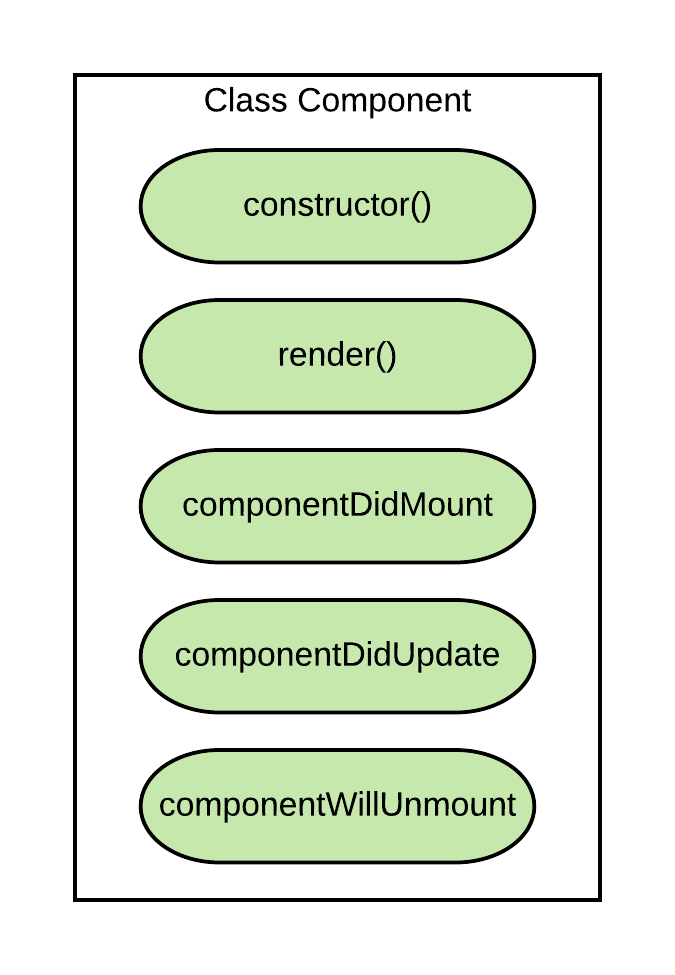 Class Component
constructor()
render()
componentDidMount
componentDidUpdate
componentWillUnmount